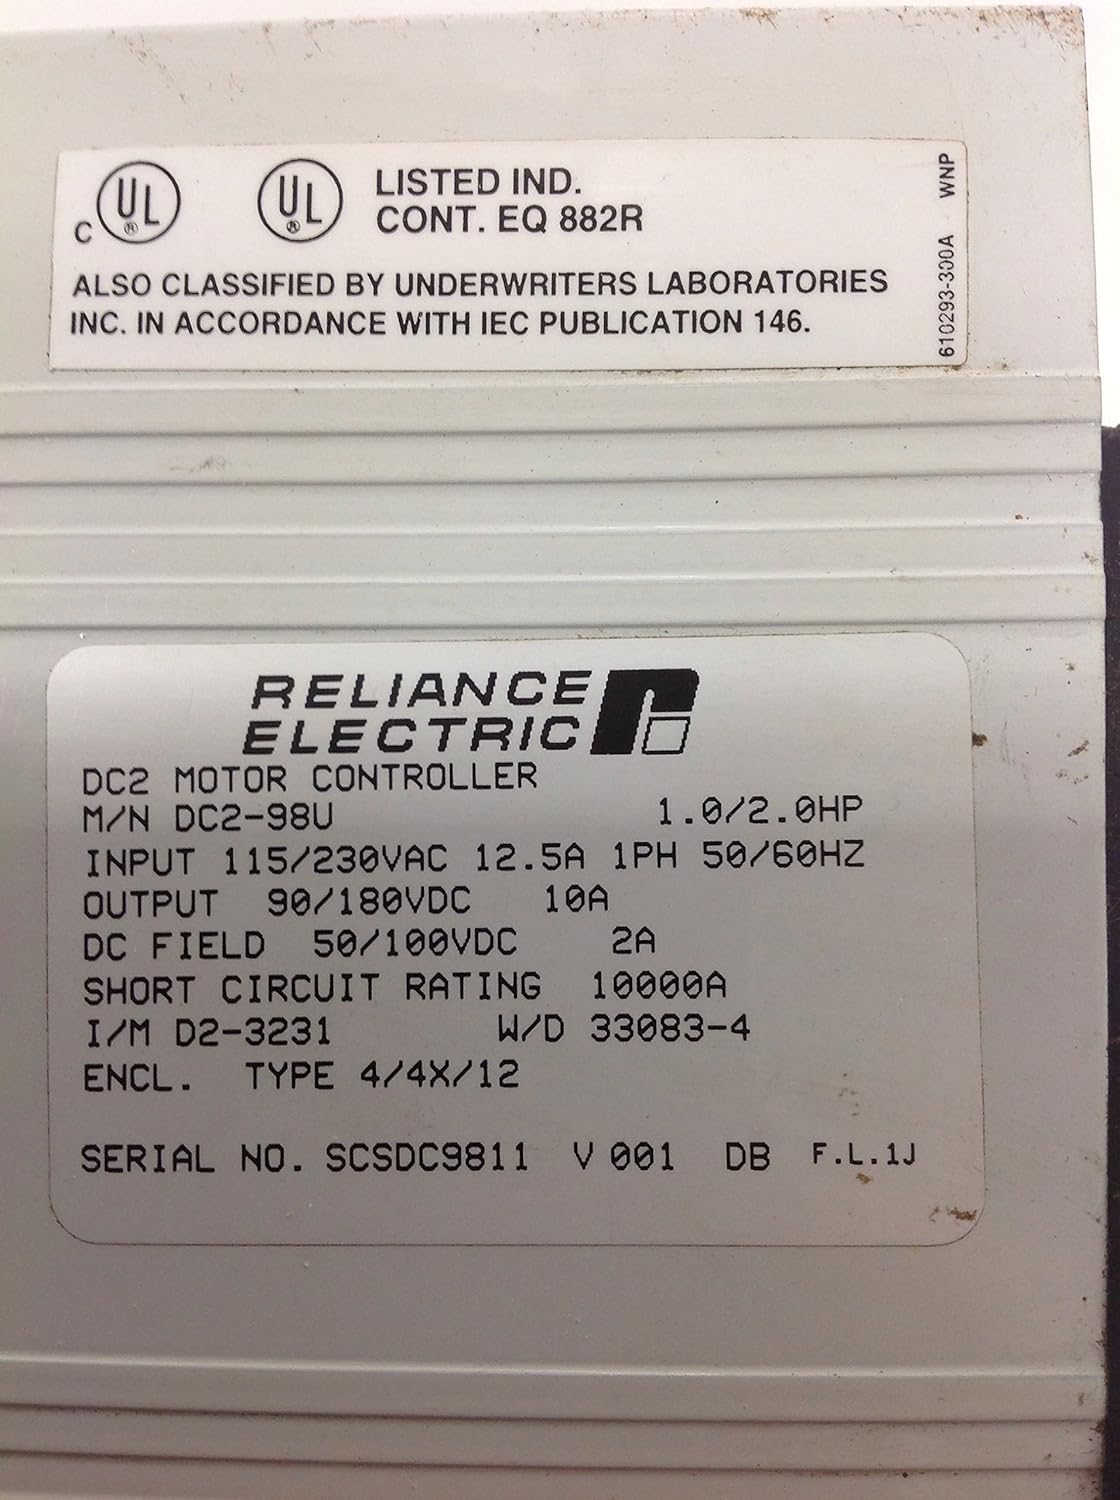 C UL® UL® LISTED IND.
CONT. EQ 882R
ALSO CLASSIFIED BY UNDERWRITERS LABORATORIES
INC. IN ACCORDANCE WITH IEC PUBLICATION 146.
610293-300A WNP
RELIANCE
ELECTRIC
DC2 MOTOR CONTROLLER
M/N DC2-98U 1.0/2.0HP
INPUT 115/230VAC 12.5A 1PH 50/60HZ
OUTPUT 90/180VDC 10A
DC FIELD 50/100VDC 2A
SHORT CIRCUIT RATING 10000A
I/M D2-3231 W/D 33083-4
ENCL. TYPE 4/4X/12
SERIAL NO. SCSDC9811 V 001 DB F.L.1J